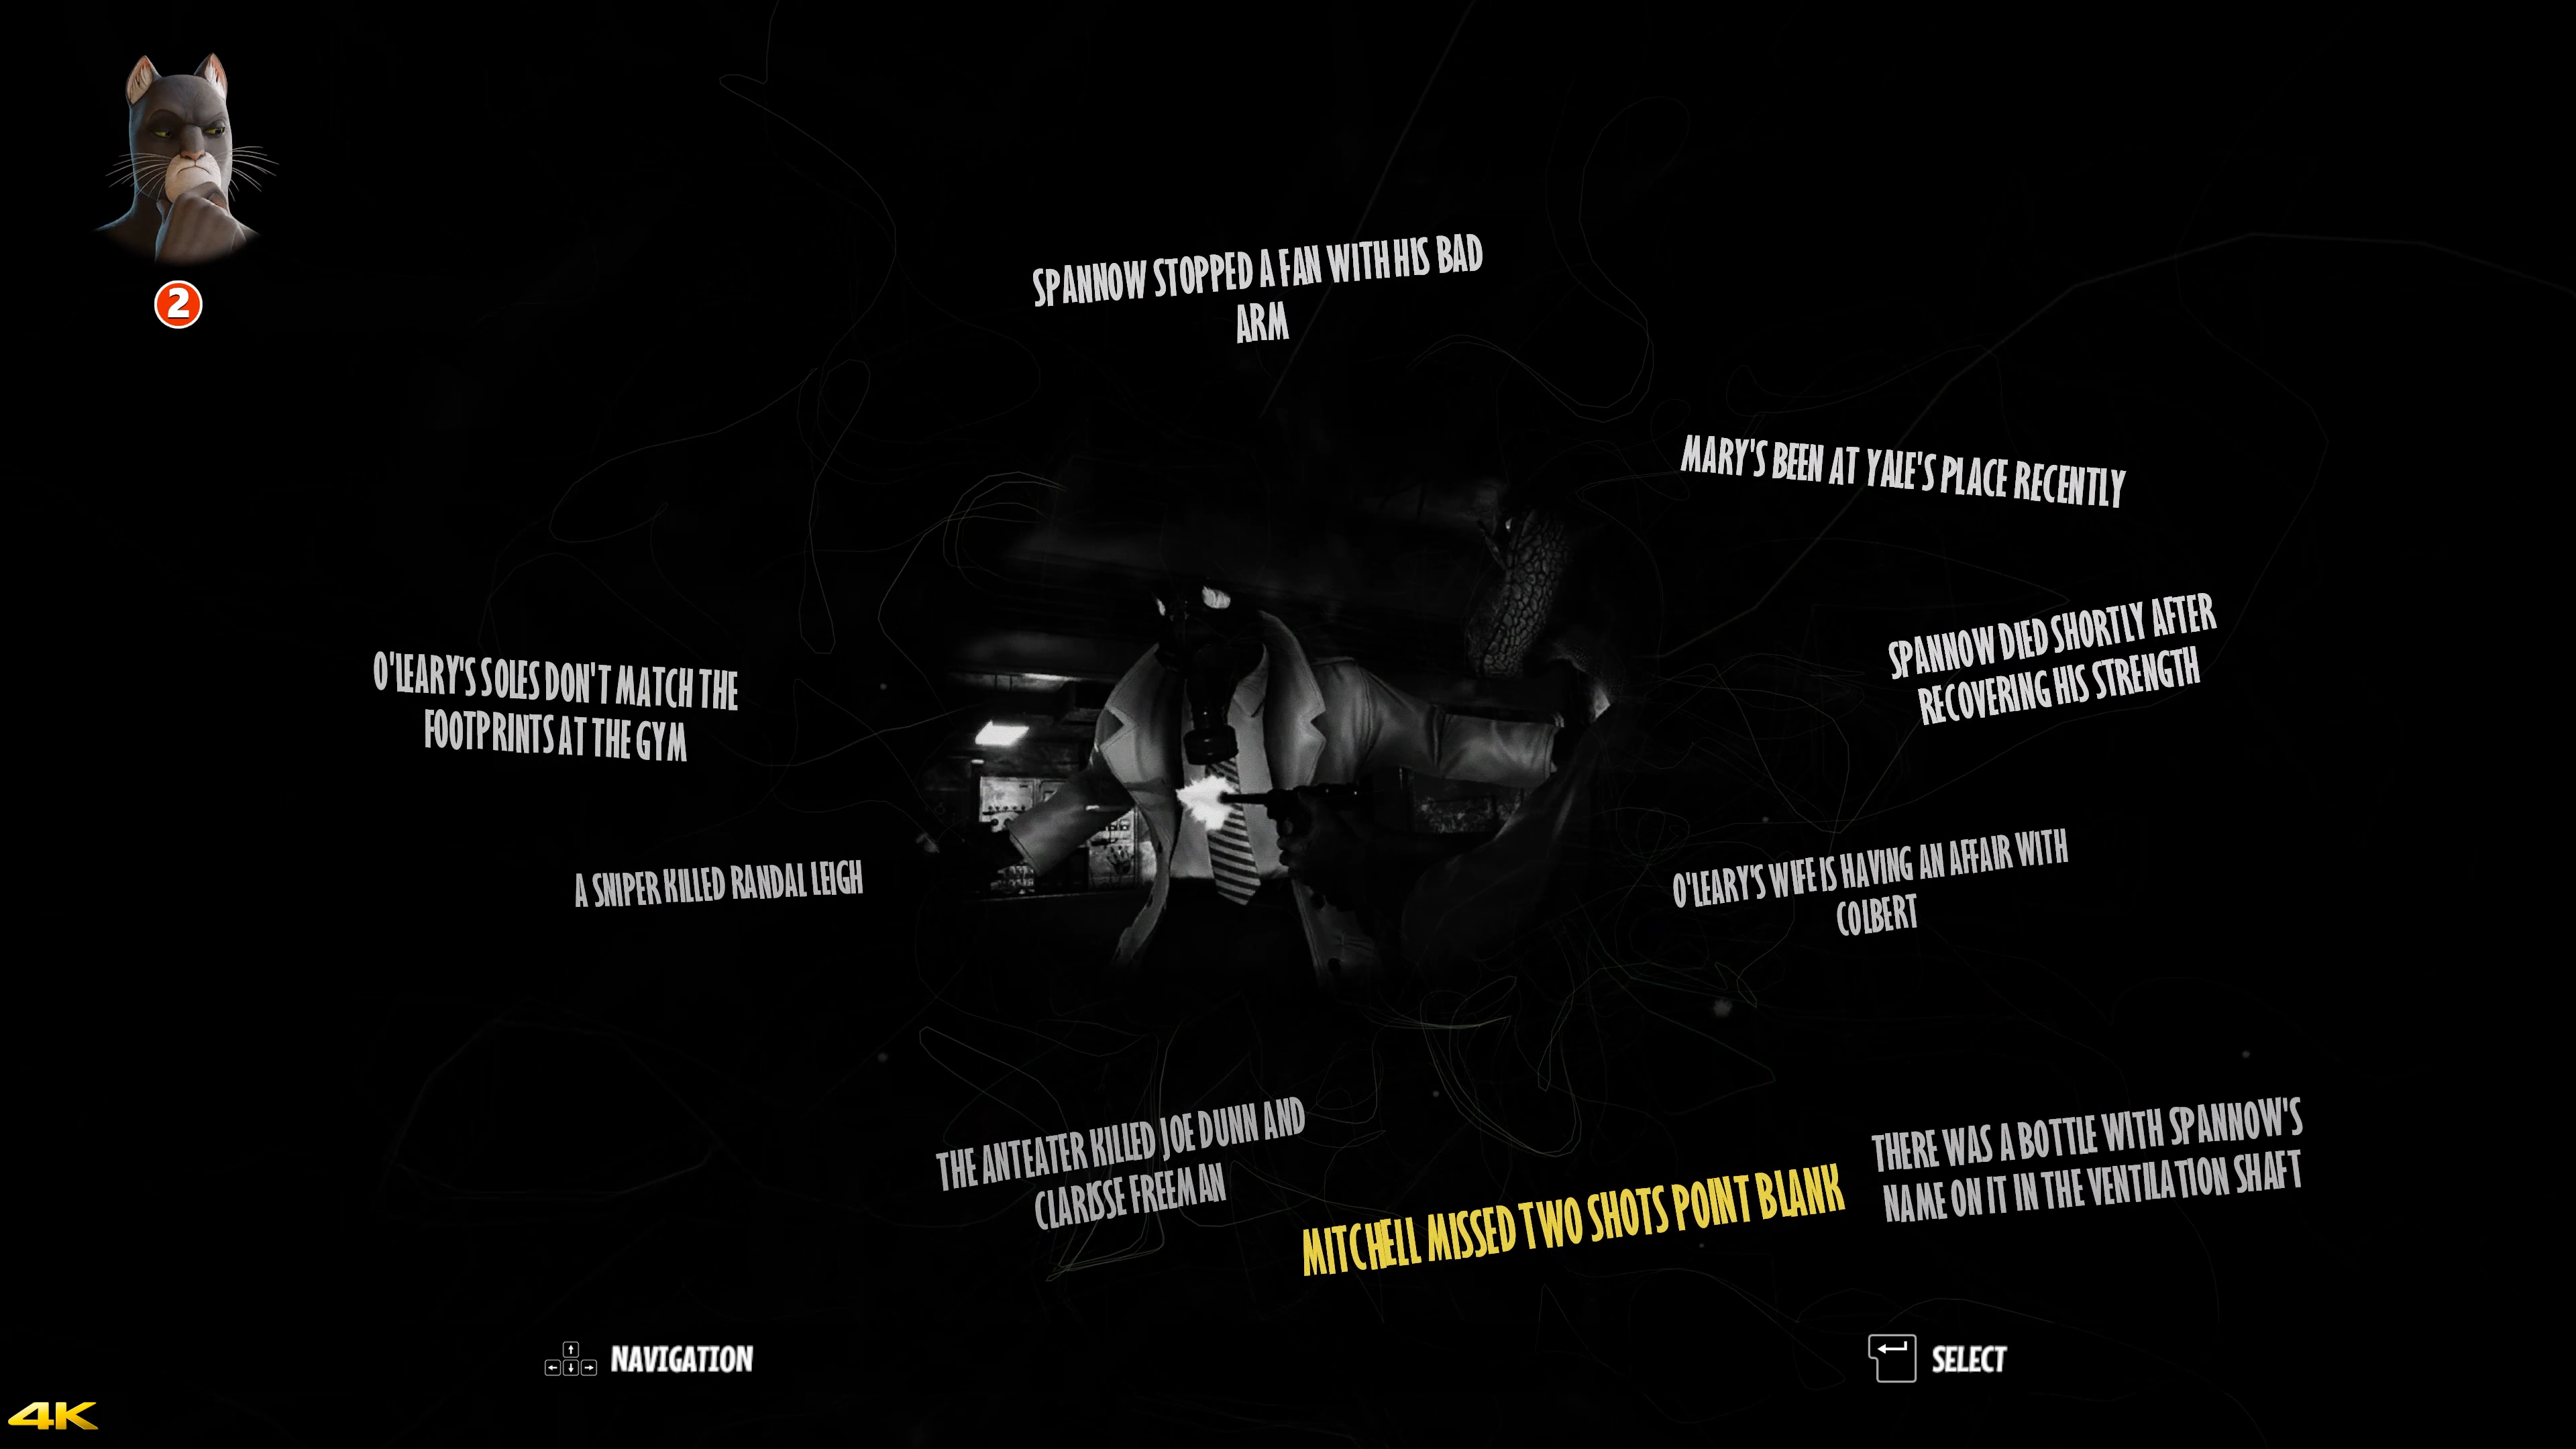 2
SPANNOW STOPPED A FAN WITH HIS BAD
ARM
MARY'S BEEN AT YALE'S PLACE RECENTLY
SPANNOW DIED SHORTLY AFTER
RECOVERING HIS STRENGTH
O'LEARY'S SOLES DON'T MATCH THE
FOOTPRINTS AT THE GYM
A SNIPER KILLED RANDAL LEIGH
O'LEARY'S WIFE IS HAVING AN AFFAIR WITH
COLBERT
THE ANTEATER KILLED JOE DUNN AND
CLARISSE FREEMAN
MITCHELL MISSED TWO SHOTS POINT BLANK
THERE WAS A BOTTLE WITH SPANNOW'S
NAME ON IT IN THE VENTILATION SHAFT
NAVIGATION
SELECT
4K